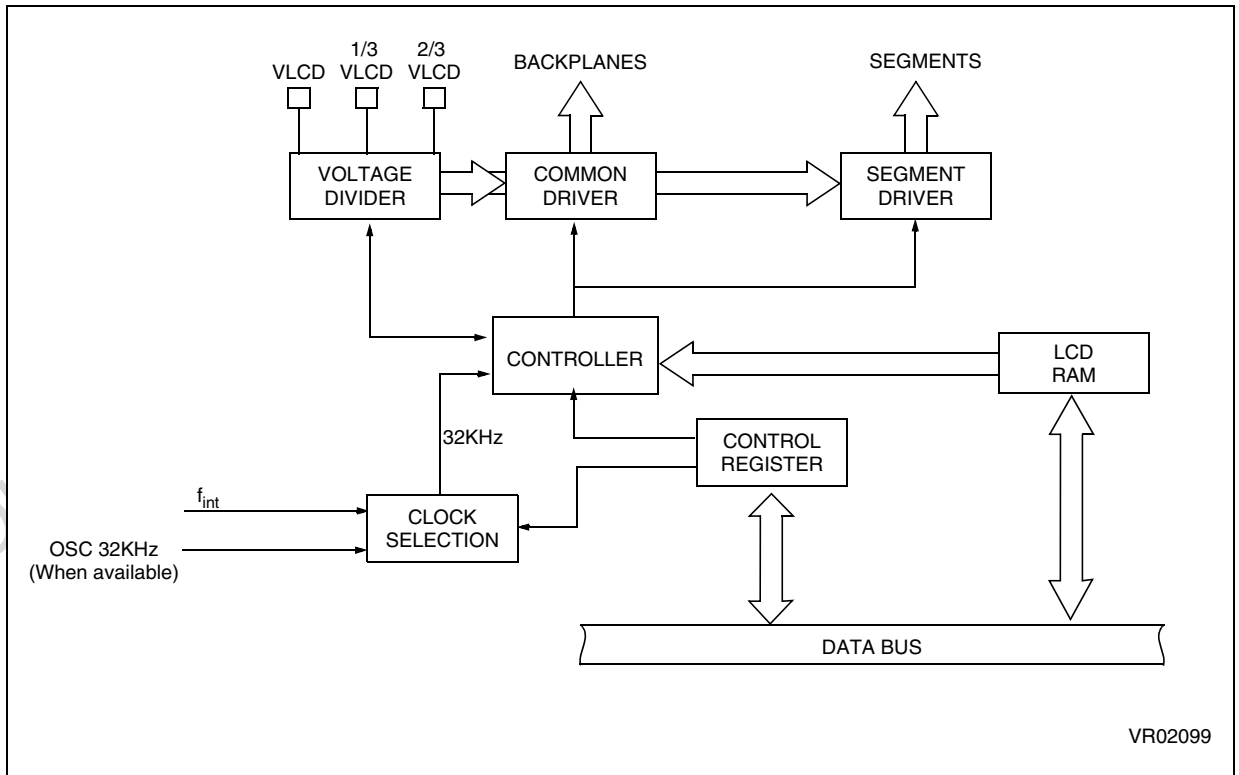 VLCD
1/3
VLCD
2/3
VLCD
BACKPLANES
SEGMENTS
VOLTAGE
DIVIDER
COMMON
DRIVER
SEGMENT
DRIVER
CONTROLLER
LCD
RAM
32KHz
CONTROL
REGISTER
f_int
CLOCK
SELECTION
OSC 32KHz
(When available)
DATA BUS
VR02099